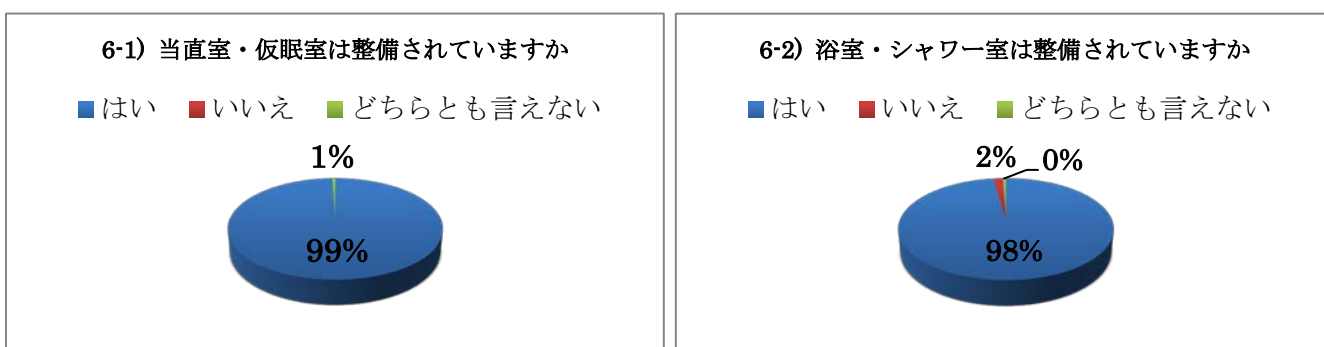 6-1) 当直室・仮眠室は整備されていますか
はい いいえ どちらとも言えない
1%
99%
6-2) 浴室・シャワー室は整備されていますか
はい いいえ どちらとも言えない
2% 0%
98%